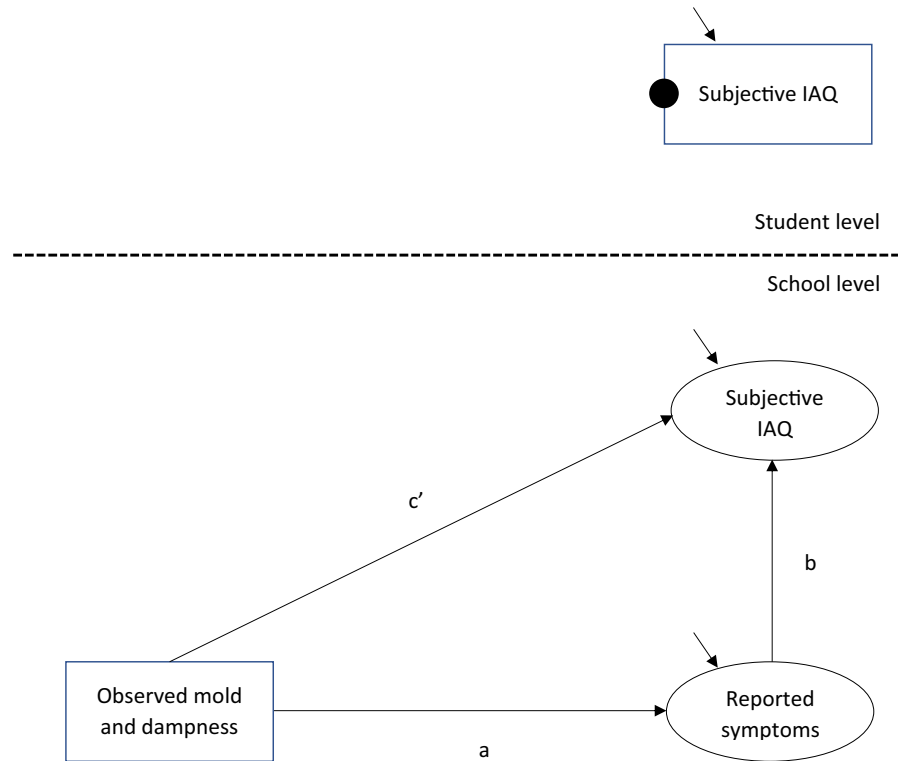 Subjective IAQ
Student level
School level
Subjective
IAQ
c’
b
Observed mold
and dampness
Reported
symptoms
a